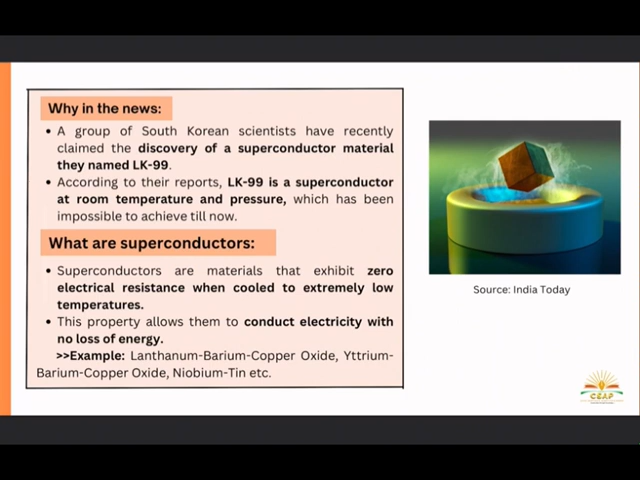 Why in the news:
• A group of South Korean scientists have recently
claimed the discovery of a superconductor material
they named LK-99.
• According to their reports, LK-99 is a superconductor
at room temperature and pressure, which has been
impossible to achieve till now.
What are superconductors:
• Superconductors are materials that exhibit zero
electrical resistance when cooled to extremely low
temperatures.
• This property allows them to conduct electricity with
no loss of energy.
>>Example: Lanthanum-Barium-Copper Oxide, Yttrium-
Barium-Copper Oxide, Niobium-Tin etc.
Source: India Today